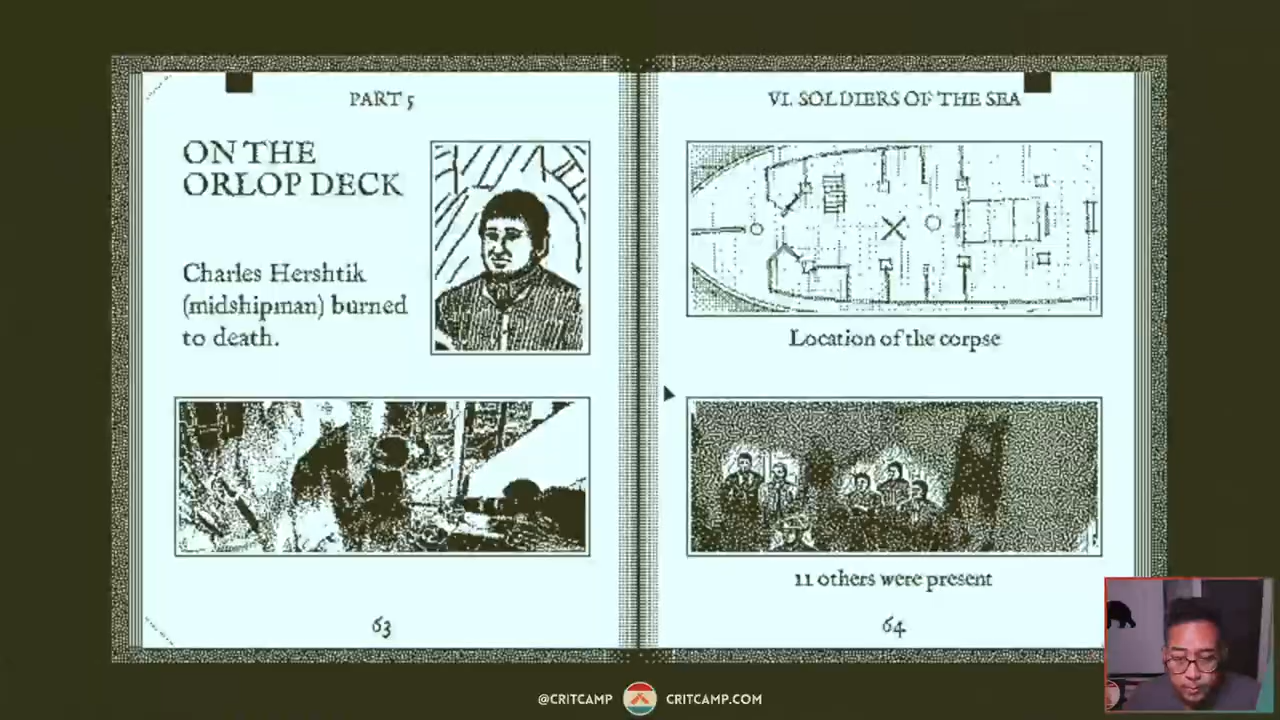 PART 5
ON THE
ORLOP DECK
Charles Hershtik
(midshipman) burned
to death.
63
VI. SOLDIERS OF THE SEA
Location of the corpse
11 others were present
64
@CRITCAMP
CRITCAMP.COM